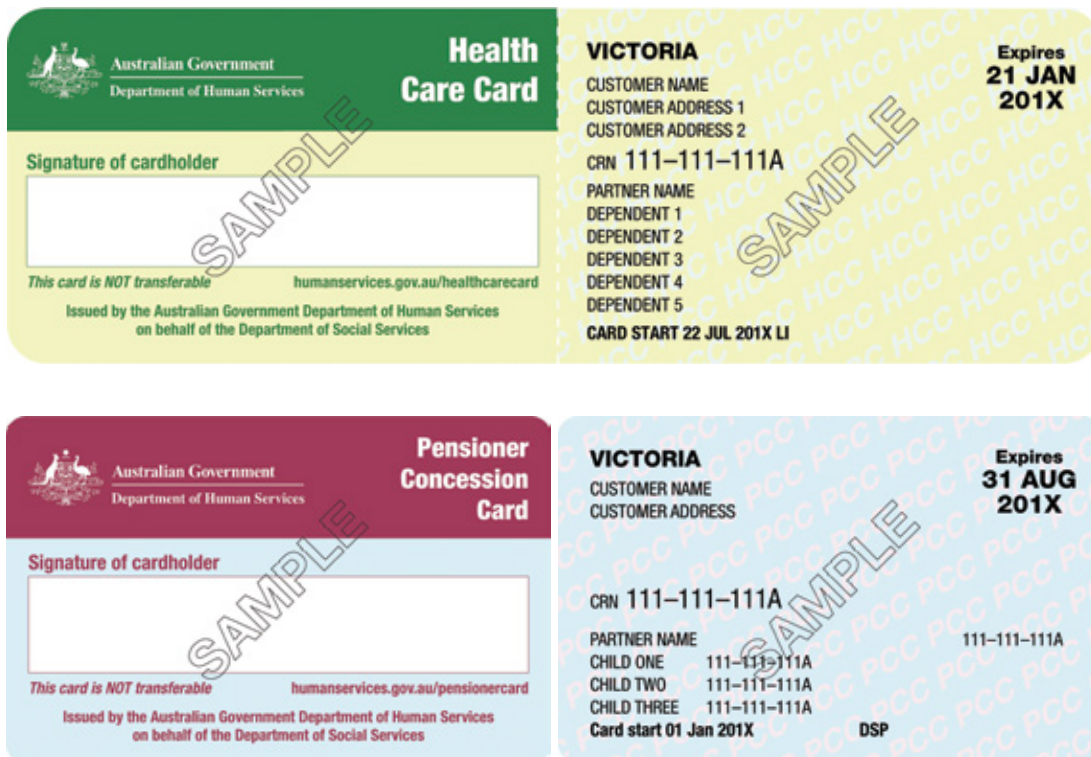 Australian Government
Department of Human Services
Health
Care Card
Signature of cardholder
SAMPLE
This card is NOT transferable
humanservices.gov.au/healthcarecard
Issued by the Australian Government Department of Human Services
on behalf of the Department of Social Services
VICTORIA
Expires
21 JAN
201X
CUSTOMER NAME
CUSTOMER ADDRESS 1
CUSTOMER ADDRESS 2
CRN 111–111–111A
PARTNER NAME
DEPENDENT 1
DEPENDENT 2
DEPENDENT 3
DEPENDENT 4
DEPENDENT 5
CARD START 22 JUL 201X LI
SAMPLE
Australian Government
Department of Human Services
Pensioner
Concession
Card
Signature of cardholder
SAMPLE
This card is NOT transferable
humanservices.gov.au/pensionercard
Issued by the Australian Government Department of Human Services
on behalf of the Department of Social Services
VICTORIA
Expires
31 AUG
201X
CUSTOMER NAME
CUSTOMER ADDRESS
CRN 111–111–111A
PARTNER NAME 111–111–111A
CHILD ONE 111–111–111A
CHILD TWO 111–111–111A
CHILD THREE 111–111–111A
Card start 01 Jan 201X DSP
SAMPLE